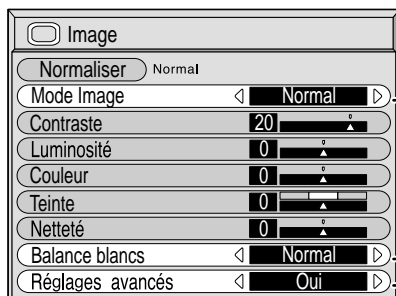 Image
Normaliser Normal
Mode Image Normal
Contraste 20
Luminosité 0
Couleur 0
Teinte 0
Netteté 0
Balance blancs Normal
Réglages avancés Oui